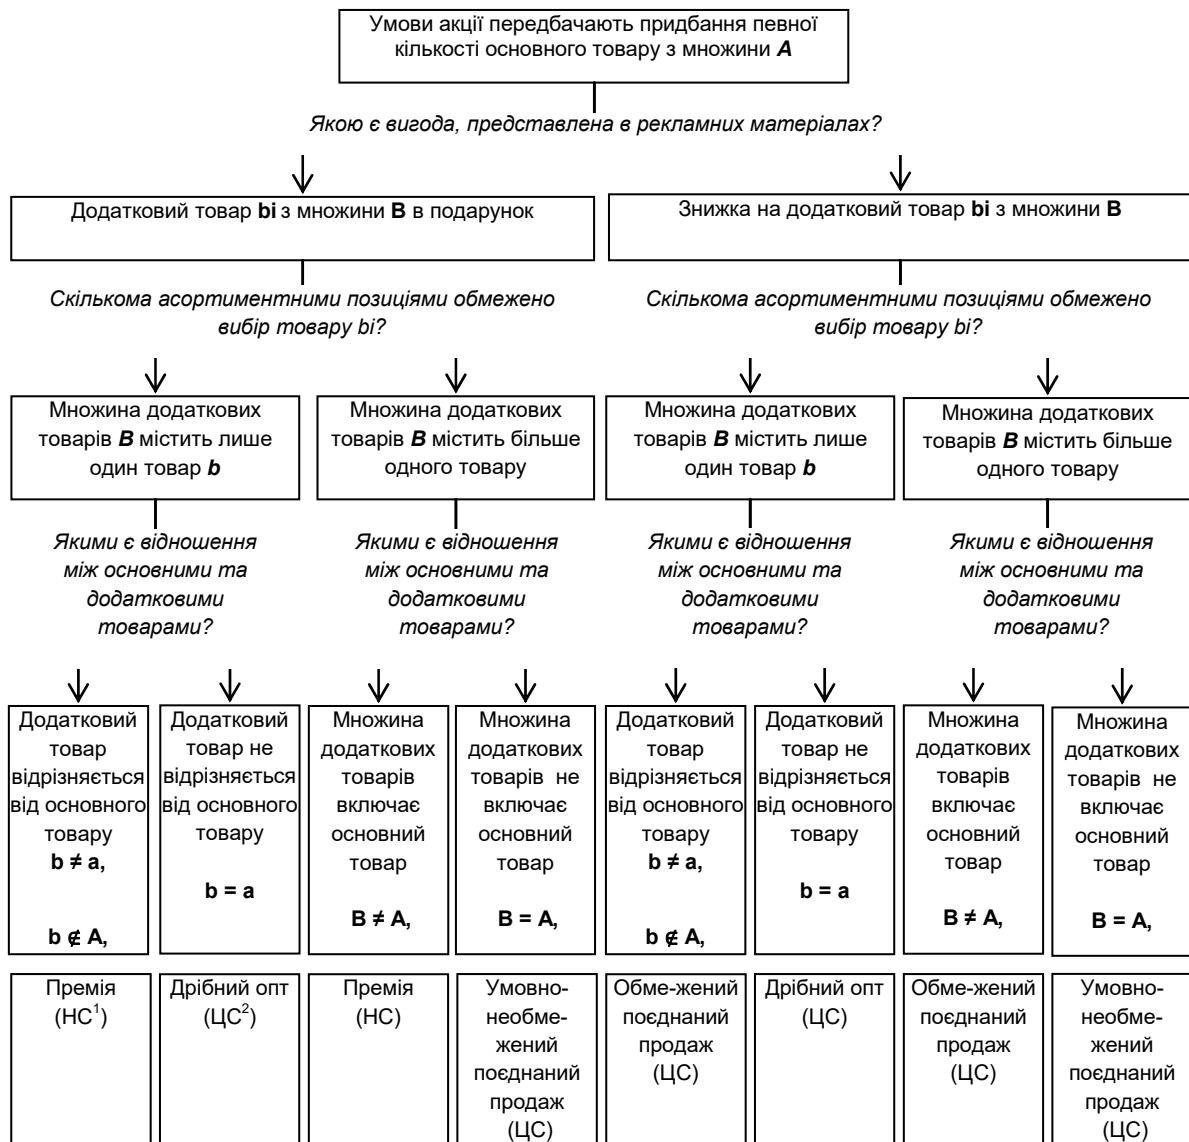 Умови акції передбачають придбання певної
кількості основного товару з множини A
Якою є вигода, представлена в рекламних матеріалах?
Додатковий товар bi з множини B в подарунок
Знижка на додатковий товар bi з множини B
Скількома асортиментними позиціями обмежено
вибір товару bi?
Скількома асортиментними позиціями обмежено
вибір товару bi?
Множина додаткових
товарів B містить лише
один товар b
Множина додаткових
товарів B містить більше
одного товару
Множина додаткових
товарів B містить лише
один товар b
Множина додаткових
товарів B містить більше
одного товару
Якими є відношення
між основними та
додатковими
товарами?
Якими є відношення
між основними та
додатковими
товарами?
Якими є відношення
між основними та
додатковими
товарами?
Якими є відношення
між основними та
додатковими
товарами?
Додатковий
товар
відрізняється
від основного
товару
b ≠ a,
b ∉ A,
Додатковий
товар не
відрізняється
від основного
товару
b = a
Множина
додаткових
товарів
включає
основний
товар
B ≠ A,
Множина
додаткових
товарів не
включає
основний
товар
B = A,
Додатковий
товар
відрізняється
від основного
товару
b ≠ a,
b ∉ A,
Додатковий
товар не
відрізняється
від основного
товару
b = a
Множина
додаткових
товарів
включає
основний
товар
B ≠ A,
Множина
додаткових
товарів не
включає
основний
товар
B = A,
Премія
(НС¹)
Дрібний опт
(ЦС²)
Премія
(НС)
Умовно-
необме-
жений
поєднаний
продаж
(ЦС)
Обме-жений
поєднаний
продаж
(ЦС)
Дрібний опт
(ЦС)
Обме-жений
поєднаний
продаж
(ЦС)
Умовно-
необме-
жений
поєднаний
продаж
(ЦС)